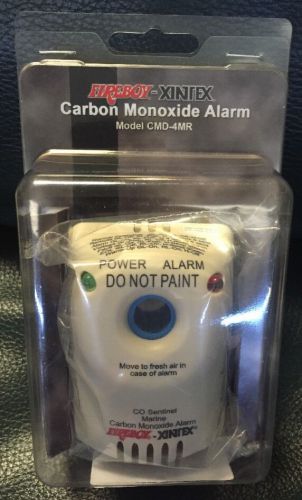 FIREBOY-XINTEX
Carbon Monoxide Alarm
Model CMD-4MR
POWER ALARM
DO NOT PAINT
Move to fresh air in
case of alarm
CO Sentinel
Marine
Carbon Monoxide Alarm
FIREBOY-XINTEX®